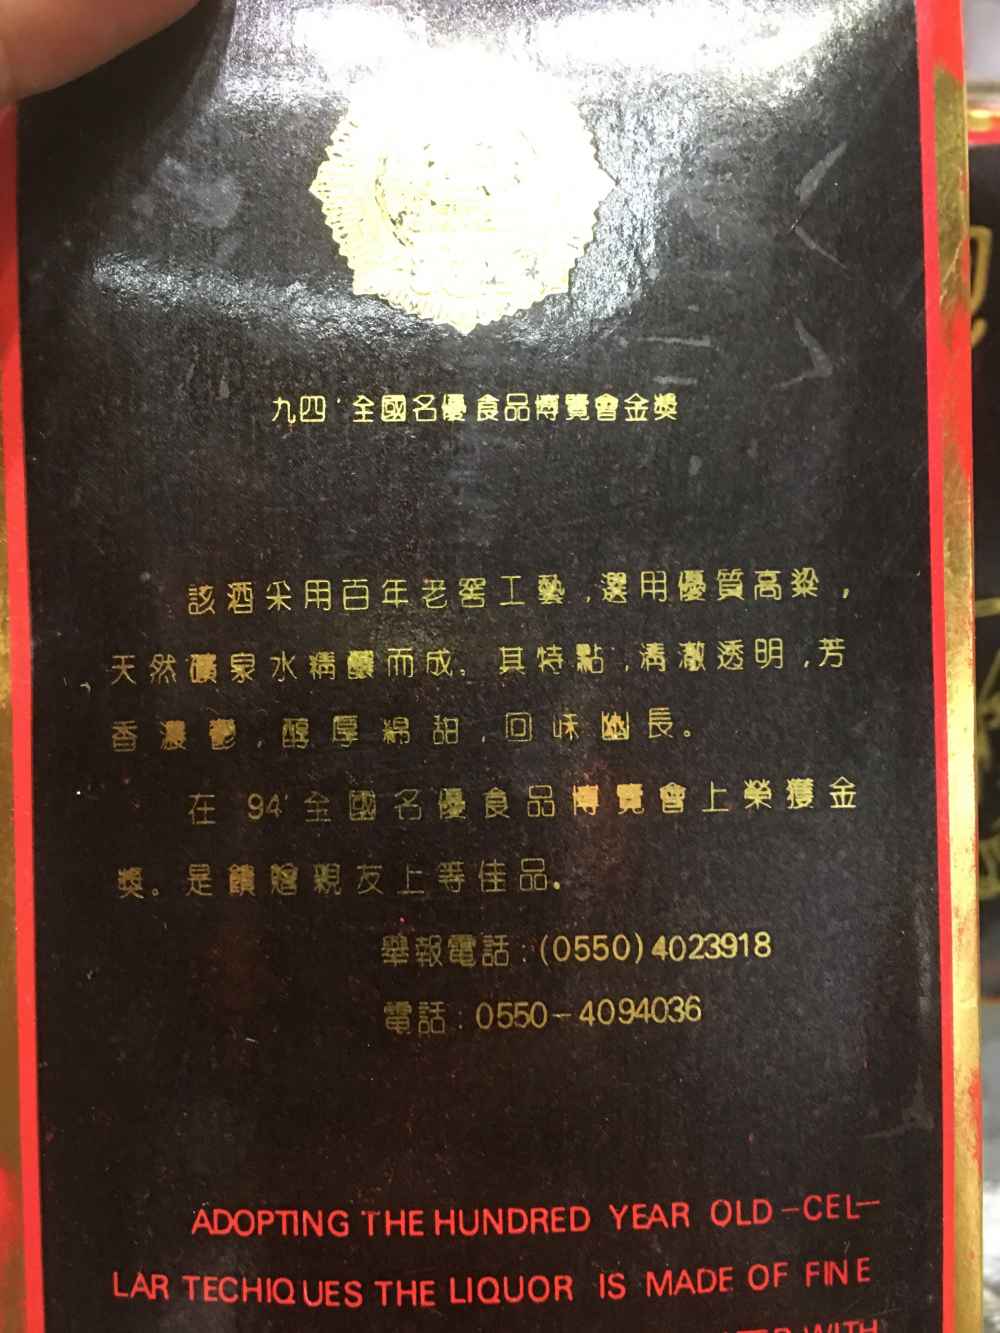 九四'全國名優食品博覽會金獎
該酒采用百年老窖工藝,選用優質高粱,
天然礦泉水精釀而成。其特點,清澈透明,芳
香濃鬱,醇厚綿甜,回味幽長。
在94'全國名優食品博覽會上榮獲金
獎。是饋贈親友上等佳品。
舉報電話:(0550)4023918
電話:0550-4094036
ADOPTING THE HUNDRED YEAR OLD-CEL-
LAR TECHIQUES THE LIQUOR IS MADE OF FINE
WITH